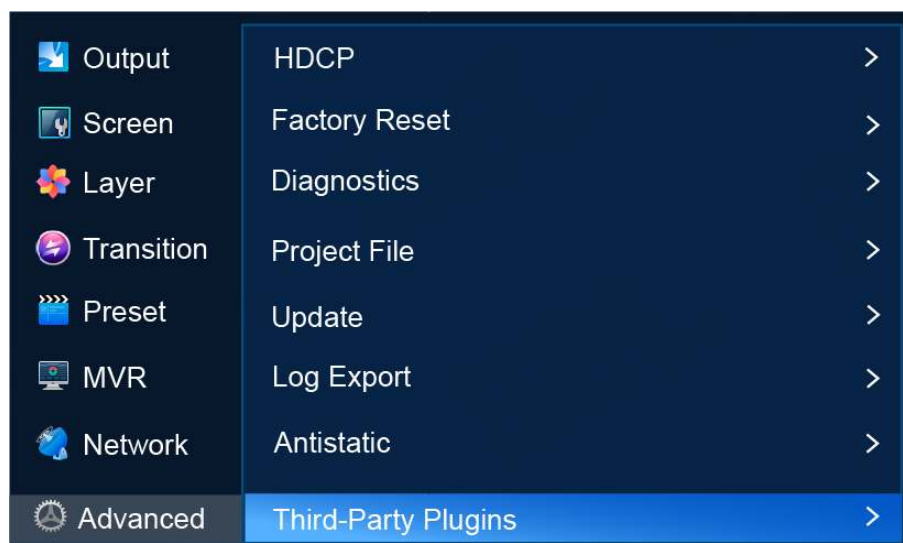 Output
HDCP
Screen
Factory Reset
Layer
Diagnostics
Transition
Project File
Preset
Update
MVR
Log Export
Network
Antistatic
Advanced
Third-Party Plugins